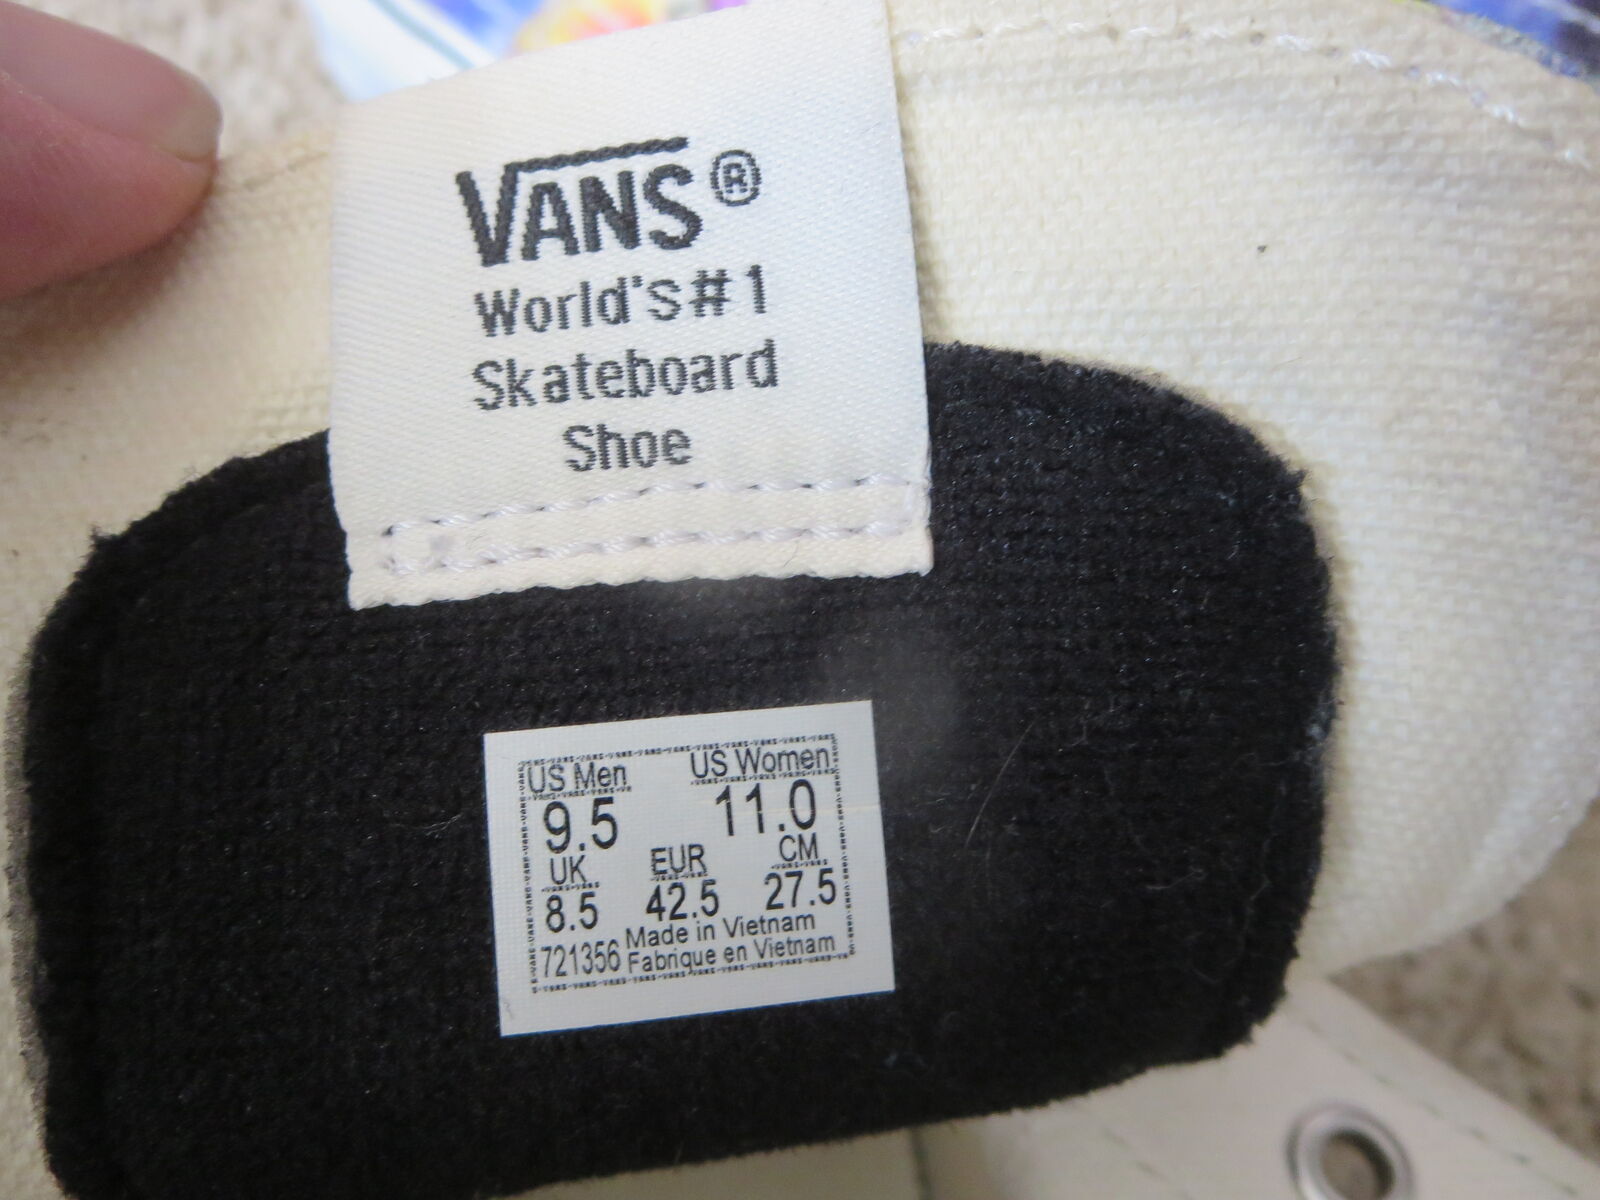 VANS®
World's #1
Skateboard
Shoe
US Men US Women
9.5 11.0
UK EUR CM
8.5 42.5 27.5
721356 Made in Vietnam
Fabrique en Vietnam